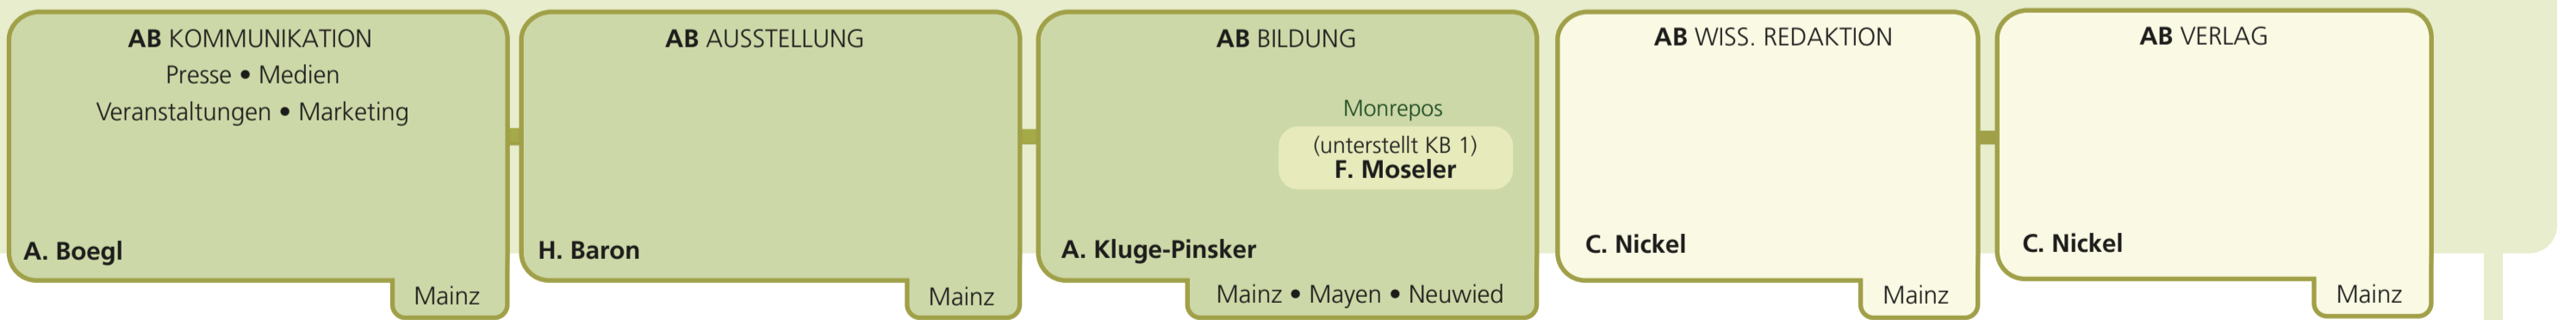 AB KOMMUNIKATION
Presse • Medien
Veranstaltungen • Marketing
A. Boegl
Mainz
AB AUSSTELLUNG
H. Baron
Mainz
AB BILDUNG
Monrepos
(unterstellt KB 1)
F. Moseler
A. Kluge-Pinsker
Mainz • Mayen • Neuwied
AB WISS. REDAKTION
C. Nickel
Mainz
AB VERLAG
C. Nickel
Mainz